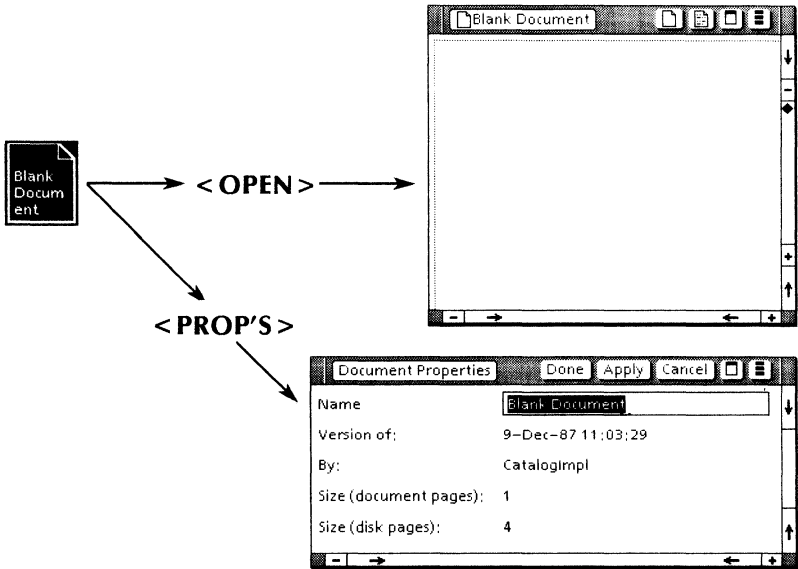 Blank Document
Blank
Docum
ent
< OPEN >
< PROP'S >
Document Properties Done Apply Cancel
Name Blank Document
Version of: 9-Dec-87 11:03:29
By: CatalogImpl
Size (document pages): 1
Size (disk pages): 4